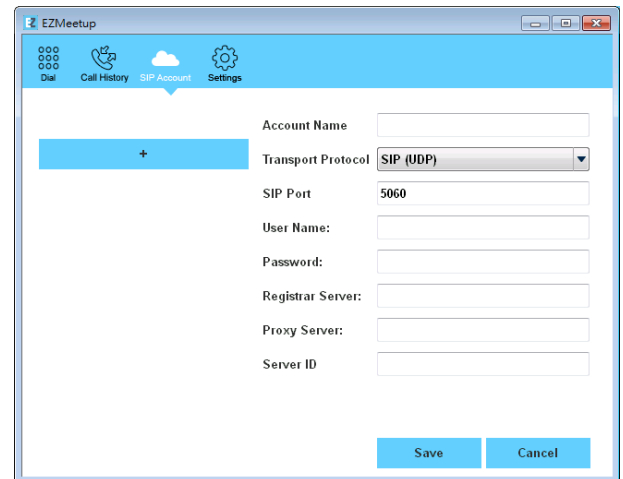 EZMeetup
Dial Call History SIP Account Settings
+
Account Name
Transport Protocol SIP (UDP)
SIP Port 5060
User Name:
Password:
Registrar Server:
Proxy Server:
Server ID
Save Cancel